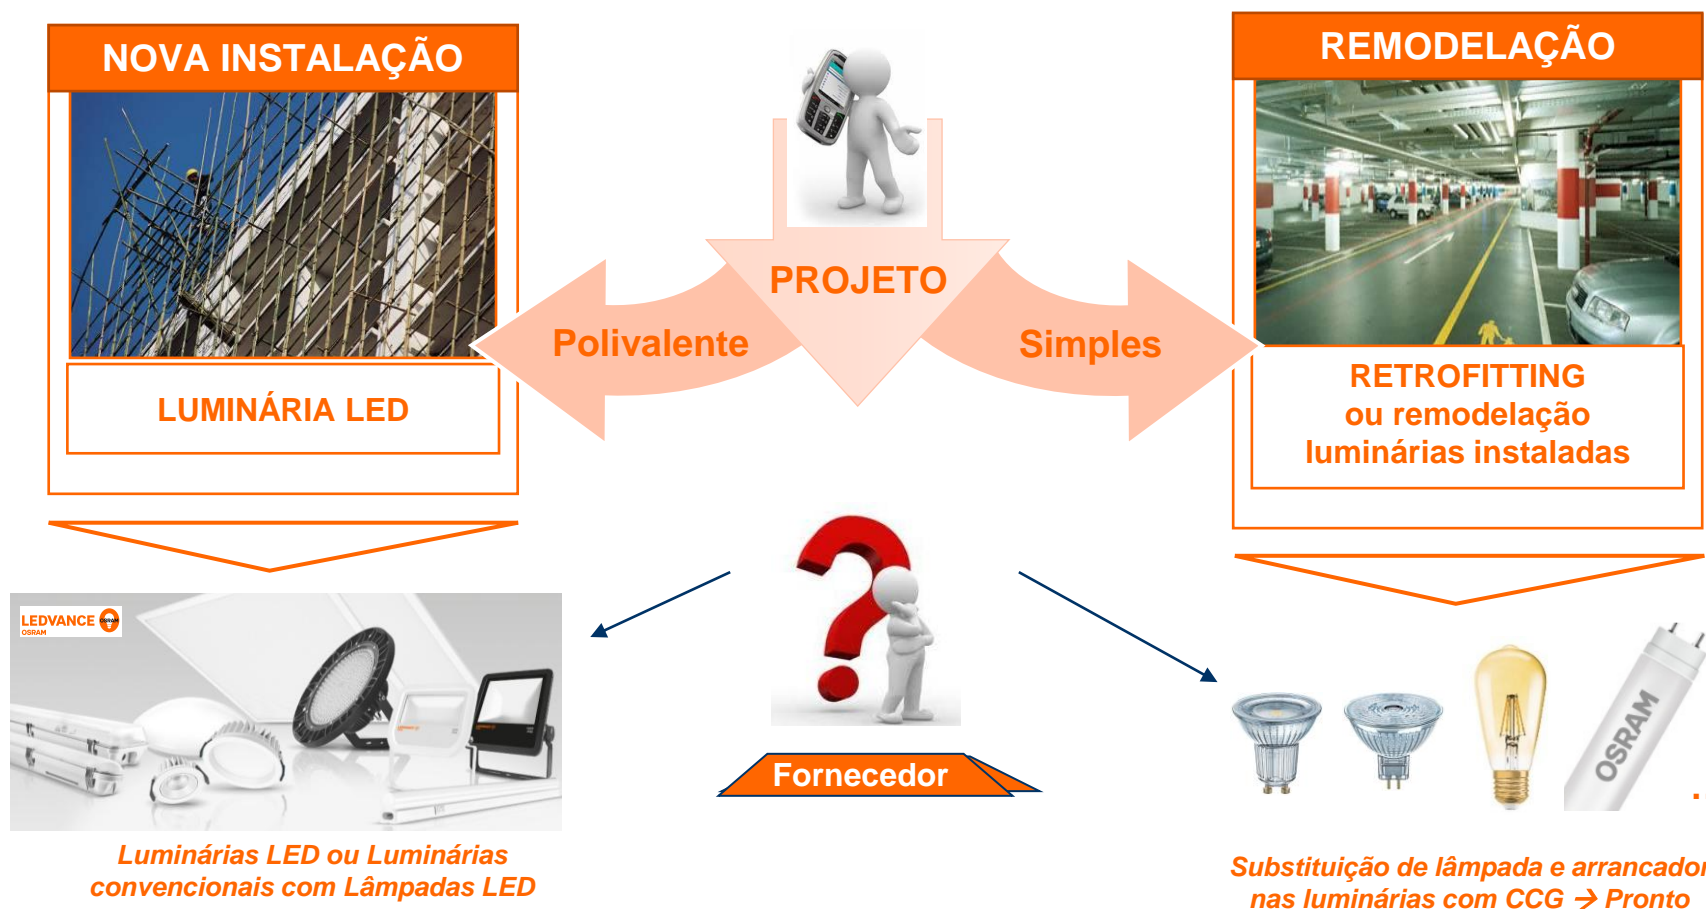 NOVA INSTALAÇÃO
REMODELAÇÃO
PROJETO
Polivalente
Simples
LUMINÁRIA LED
RETROFITTING
ou remodelação
luminárias instaladas
LEDVANCE
OSRAM
OSRAM
Fornecedor
.
Luminárias LED ou Luminárias
convencionais com Lâmpadas LED
Substituição de lâmpada e arrancador
nas luminárias com CCG → Pronto